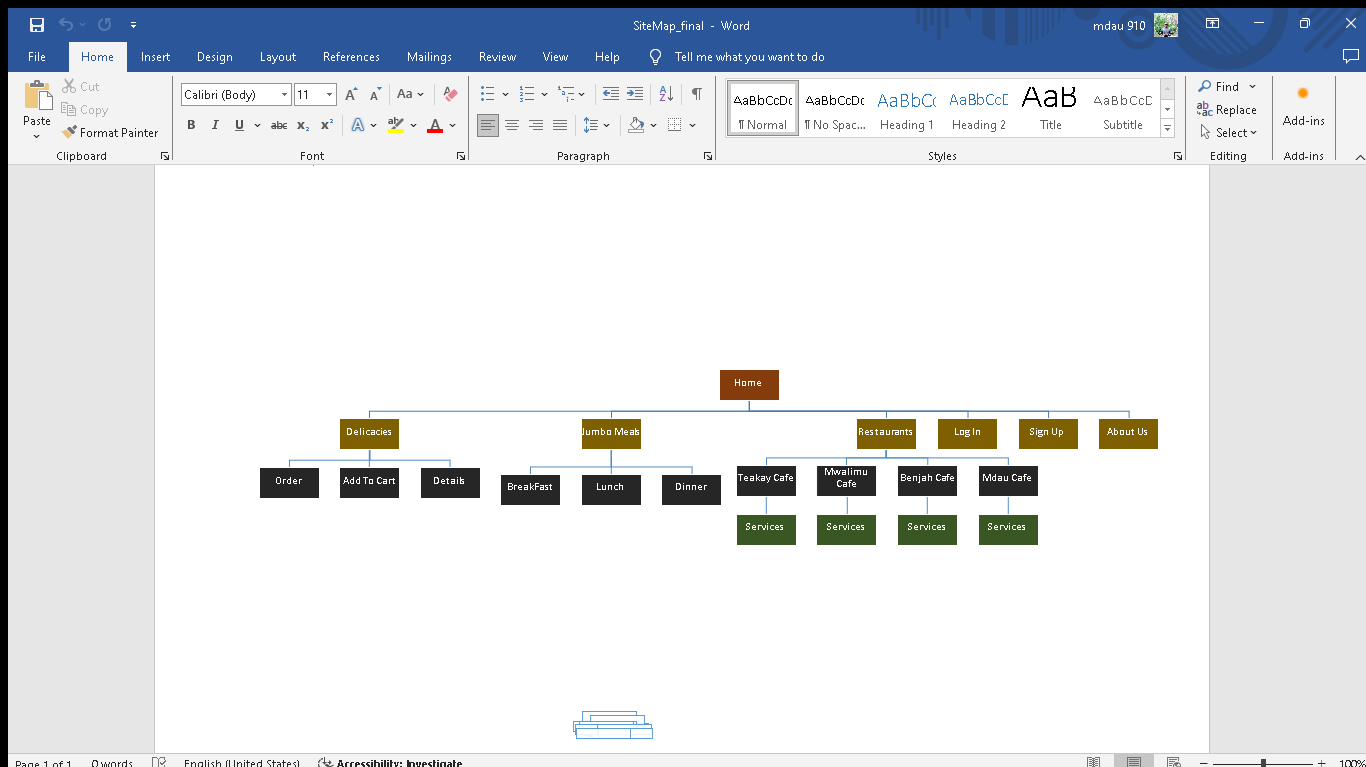 SiteMap_final - Word
mdau 910
File Home Insert Design Layout References Mailings Review View Help Tell me what you want to do
Paste
Cut
Copy
Format Painter
Clipboard
Calibri (Body) 11
Aa
B I U abc x₂ x²
A ab A
Font
Paragraph
AaBbCcDc AaBbCcDc AaBbCc AaBbCcD AaB AaBbCcD
¶ Normal ¶ No Spac... Heading 1 Heading 2 Title Subtitle
Styles
Find
Replace
Select
Editing
Add-ins
Add-ins
Home
Delicacies Jumbo Meals Restaurants Log In Sign Up About Us
Order Add To Cart Details BreakFast Lunch Dinner Teakay Cafe Mwalimu Cafe Benjah Cafe Mdau Cafe
Services Services Services Services
Page 1 of 1 0 words English (United States) Accessibility: Investigate 100%